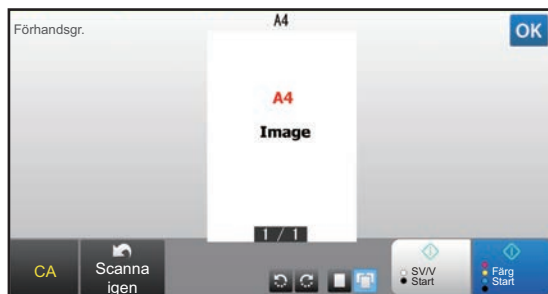 A4
Förhandsgr.
OK
A4
Image
1 / 1
CA
Scanna
igen
SV/V
Start
Färg
Start